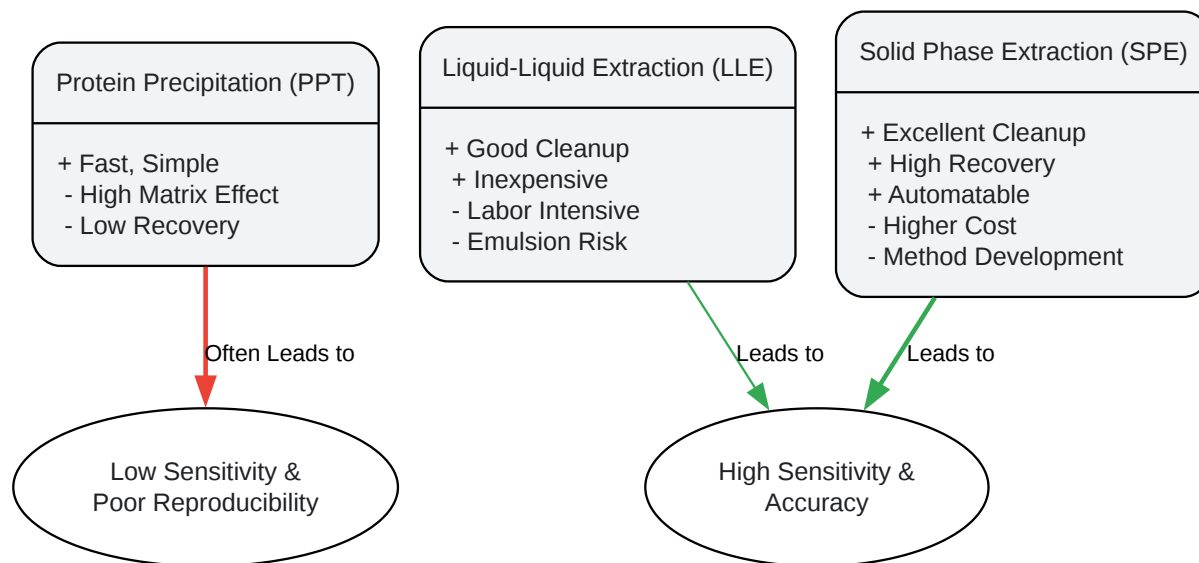 Protein Precipitation (PPT)
+ Fast, Simple
- High Matrix Effect
- Low Recovery
Liquid-Liquid Extraction (LLE)
+ Good Cleanup
+ Inexpensive
- Labor Intensive
- Emulsion Risk
Solid Phase Extraction (SPE)
+ Excellent Cleanup
+ High Recovery
+ Automatable
- Higher Cost
- Method Development
Often Leads to
Leads to
Leads to
Low Sensitivity &
Poor Reproducibility
High Sensitivity &
Accuracy